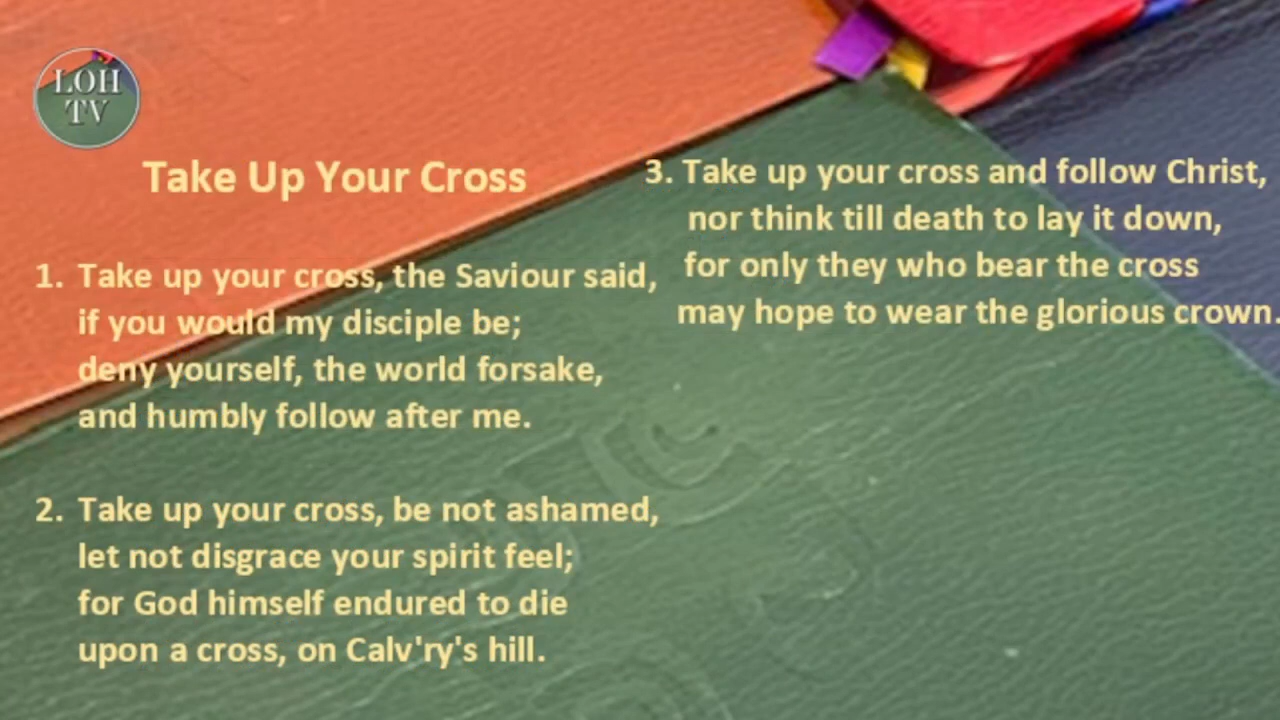 LOH
TV
Take Up Your Cross
1. Take up your cross, the Saviour said,
if you would my disciple be;
deny yourself, the world forsake,
and humbly follow after me.
2. Take up your cross, be not ashamed,
let not disgrace your spirit feel;
for God himself endured to die
upon a cross, on Calv'ry's hill.
3. Take up your cross and follow Christ,
nor think till death to lay it down,
for only they who bear the cross
may hope to wear the glorious crown.